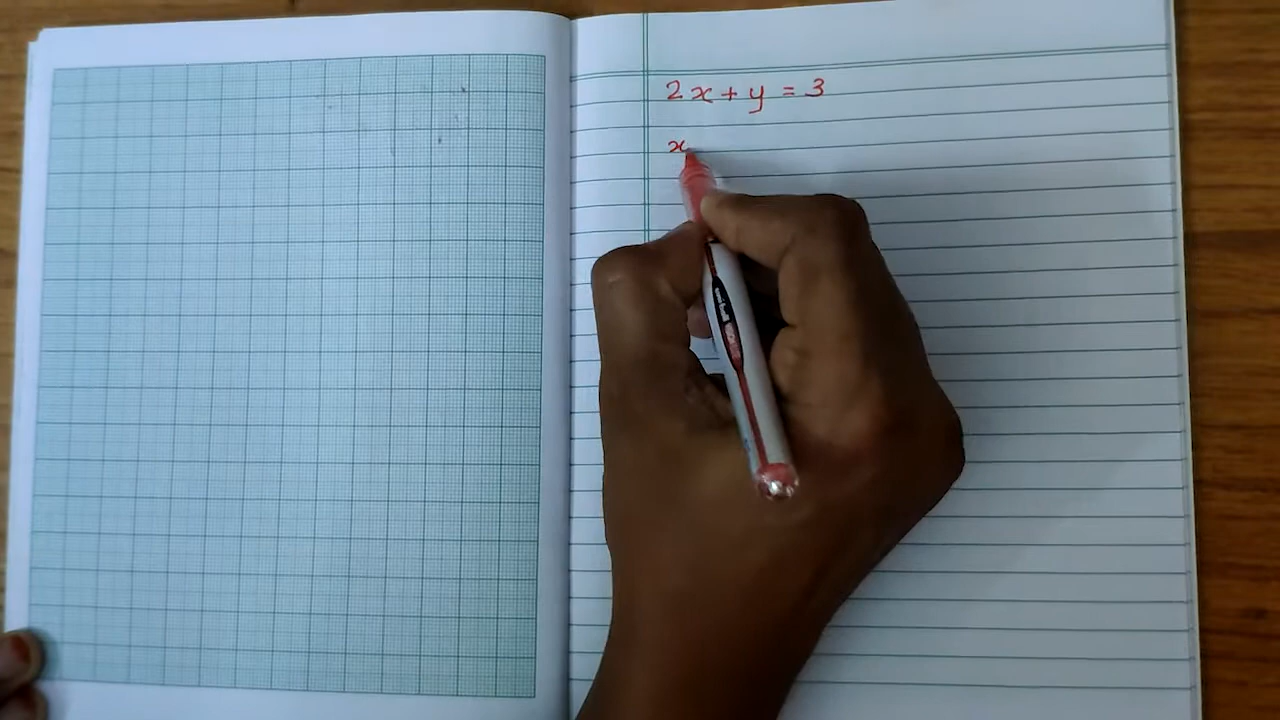 2x + y = 3
x